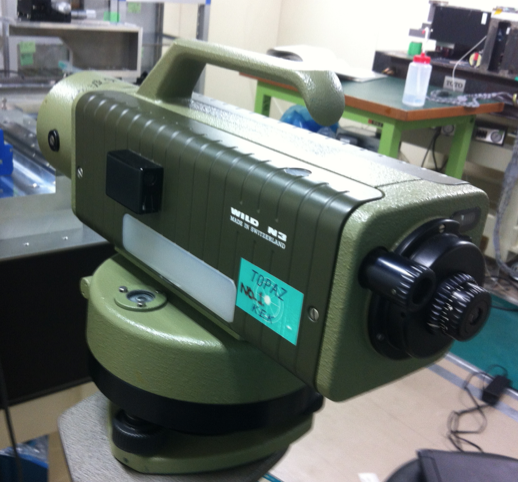 WILD N3
MADE IN SWITZERLAND
TOPAZ
NO.1
KEK